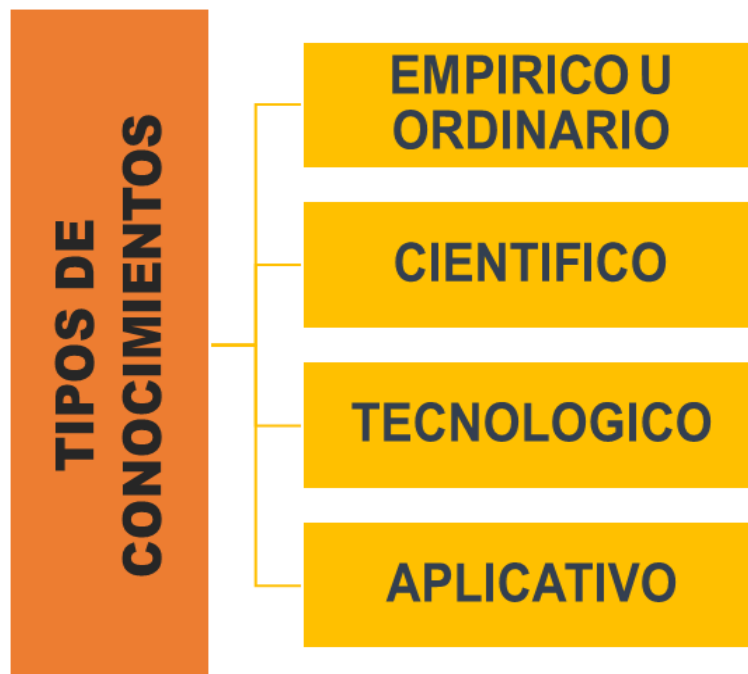 TIPOS DE
CONOCIMIENTOS
EMPIRICO U
ORDINARIO
CIENTIFICO
TECNOLOGICO
APLICATIVO